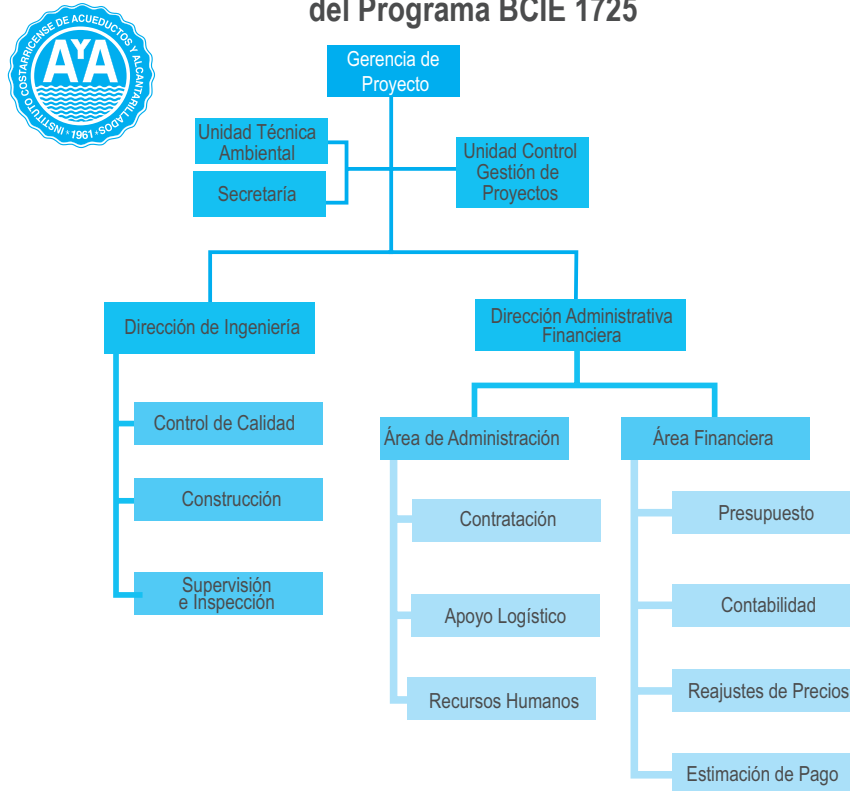 del Programa BCIE 1725
INSTITUTO COSTARRICENSE DE ACUEDUCTOS Y ALCANTARILLADOS
AYA
•1961•
Gerencia de
Proyecto
Unidad Técnica
Ambiental
Unidad Control
Gestión de
Proyectos
Secretaría
Dirección de Ingeniería
Dirección Administrativa
Financiera
Control de Calidad
Construcción
Supervisión
e Inspección
Área de Administración
Área Financiera
Contratación
Apoyo Logístico
Recursos Humanos
Presupuesto
Contabilidad
Reajustes de Precios
Estimación de Pago